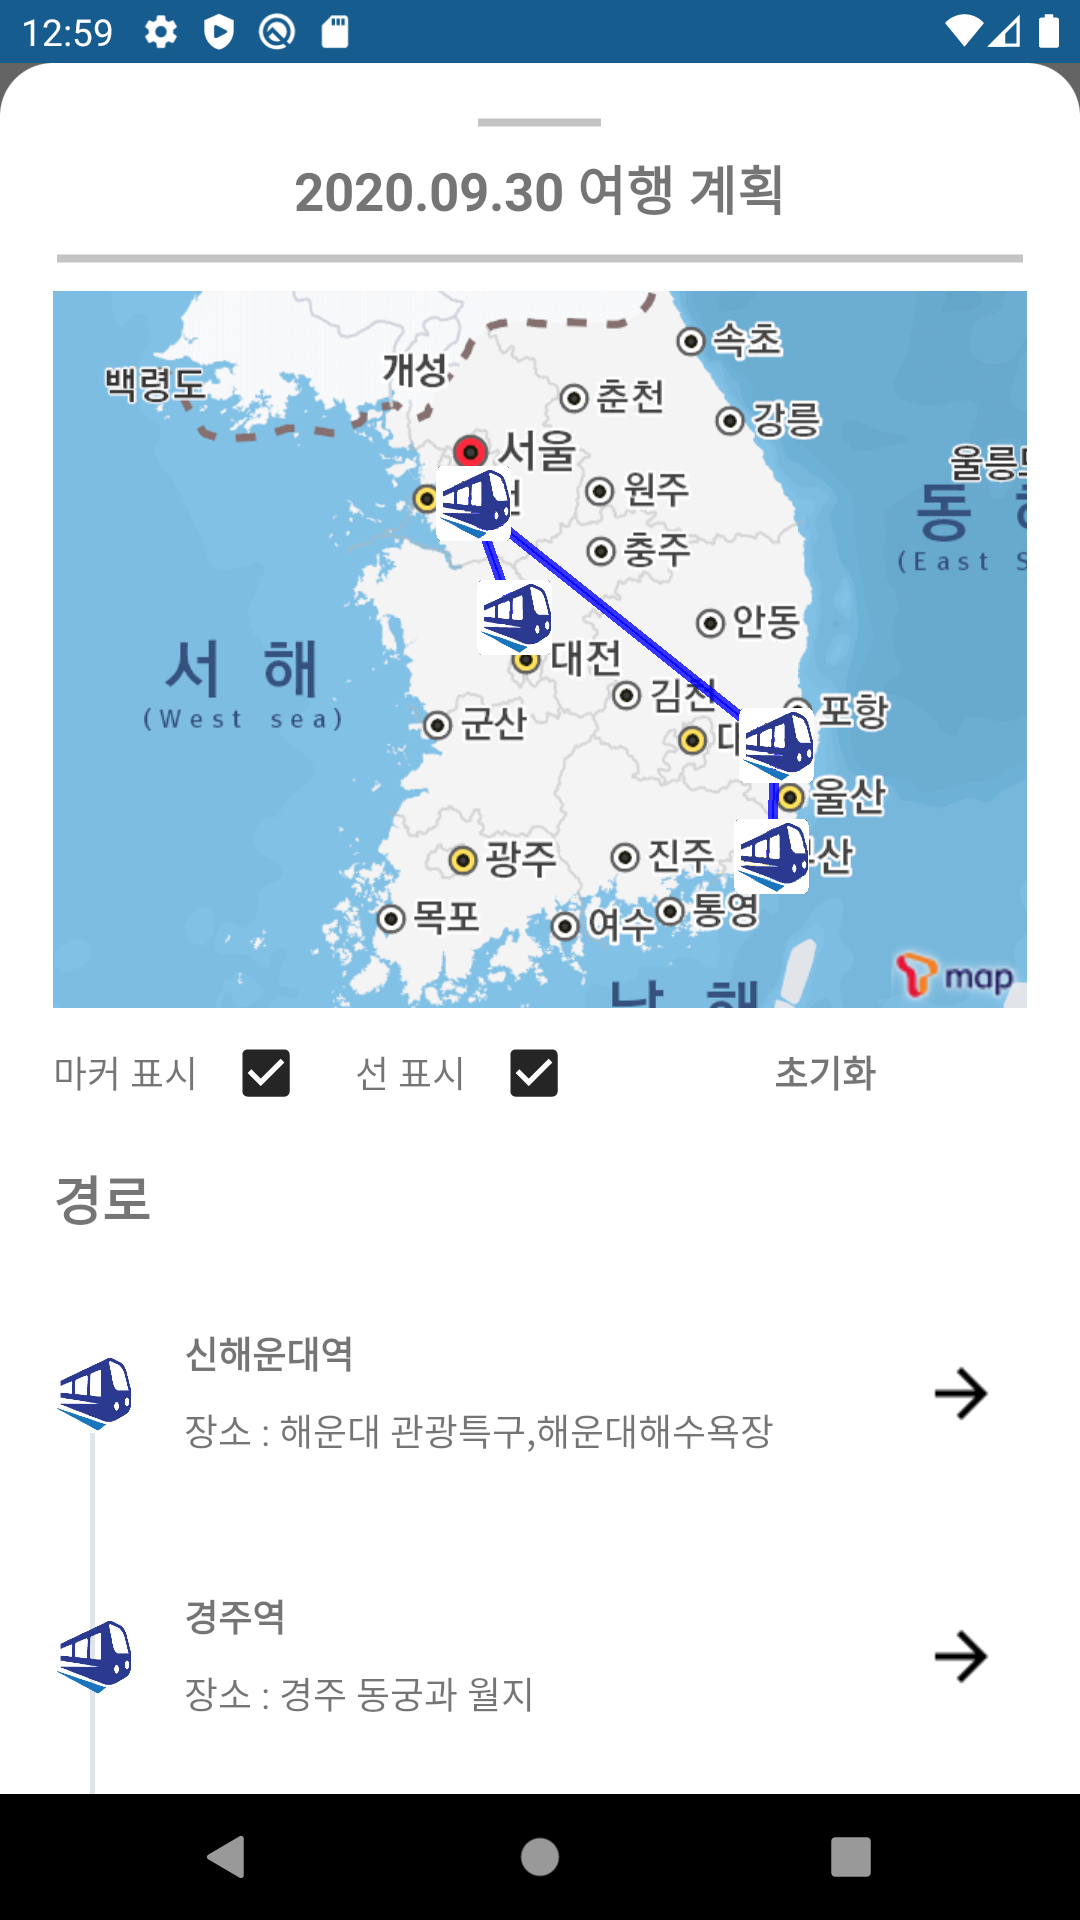 12:59
2020.09.30 여행 계획
속초
개성
백령도
춘천
강릉
서울
울릉
원주
동
(East S
충주
안동
서 해
대전
(West sea)
김천
포항
군산
울산
광주
진주
산
목포
여수
통영
map
남 해
마커 표시
선 표시
초기화
경로
신해운대역
장소 : 해운대 관광특구,해운대해수욕장
경주역
장소 : 경주 동궁과 월지